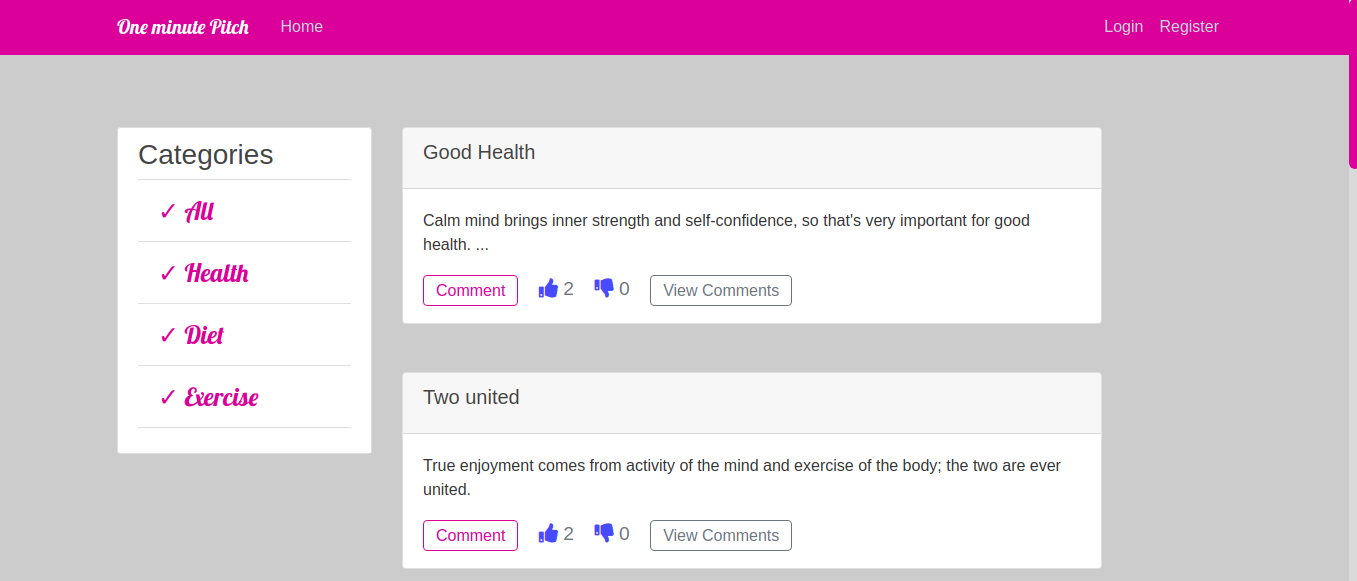 One minute Pitch Home Login Register
Categories
✓ All
✓ Health
✓ Diet
✓ Exercise
Good Health
Calm mind brings inner strength and self-confidence, so that's very important for good
health. ...
Comment 2 0 View Comments
Two united
True enjoyment comes from activity of the mind and exercise of the body; the two are ever
united.
Comment 2 0 View Comments